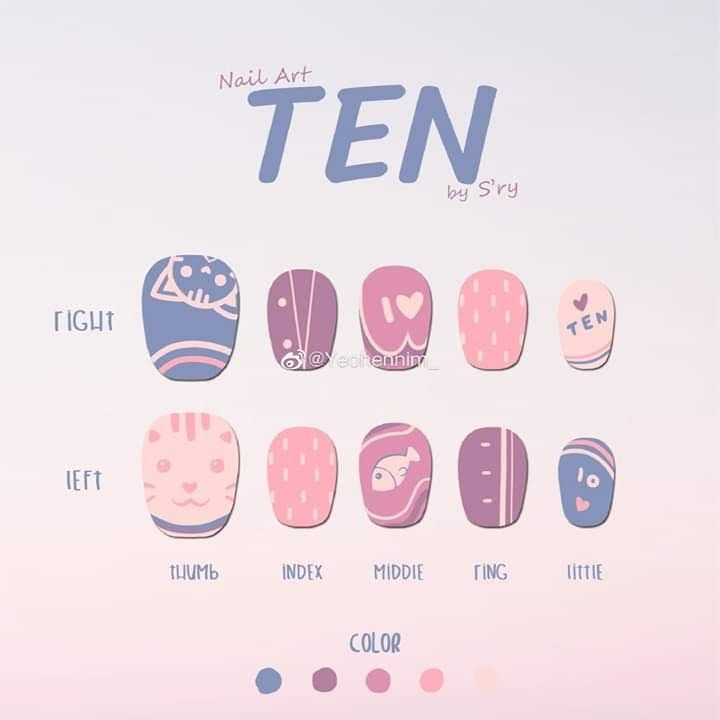 Nail Art
TEN
by S'ry
RIGHT
I
TEN
@Yeohennim_
LEFT
10
THUMB
INDEX
MIDDLE
RING
LITTLE
COLOR